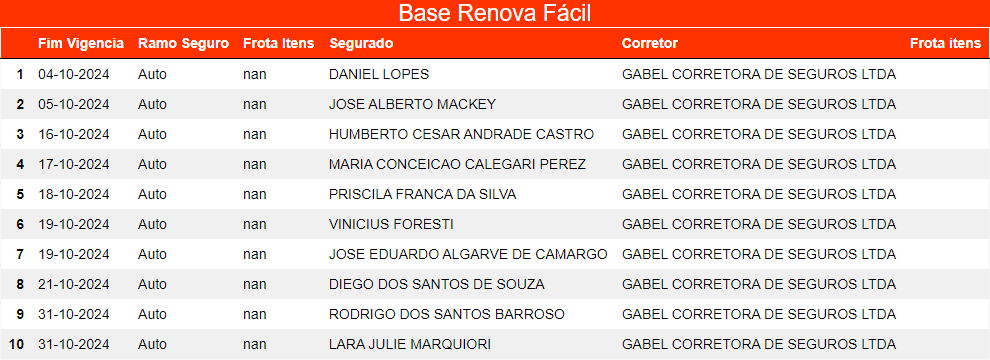 Base Renova Fácil
Fim Vigencia Ramo Seguro Frota Itens Segurado Corretor Frota itens
1 04-10-2024 Auto nan DANIEL LOPES GABEL CORRETORA DE SEGUROS LTDA
2 05-10-2024 Auto nan JOSE ALBERTO MACKEY GABEL CORRETORA DE SEGUROS LTDA
3 16-10-2024 Auto nan HUMBERTO CESAR ANDRADE CASTRO GABEL CORRETORA DE SEGUROS LTDA
4 17-10-2024 Auto nan MARIA CONCEICAO CALEGARI PEREZ GABEL CORRETORA DE SEGUROS LTDA
5 18-10-2024 Auto nan PRISCILA FRANCA DA SILVA GABEL CORRETORA DE SEGUROS LTDA
6 19-10-2024 Auto nan VINICIUS FORESTI GABEL CORRETORA DE SEGUROS LTDA
7 19-10-2024 Auto nan JOSE EDUARDO ALGARVE DE CAMARGO GABEL CORRETORA DE SEGUROS LTDA
8 21-10-2024 Auto nan DIEGO DOS SANTOS DE SOUZA GABEL CORRETORA DE SEGUROS LTDA
9 31-10-2024 Auto nan RODRIGO DOS SANTOS BARROSO GABEL CORRETORA DE SEGUROS LTDA
10 31-10-2024 Auto nan LARA JULIE MARQUIORI GABEL CORRETORA DE SEGUROS LTDA